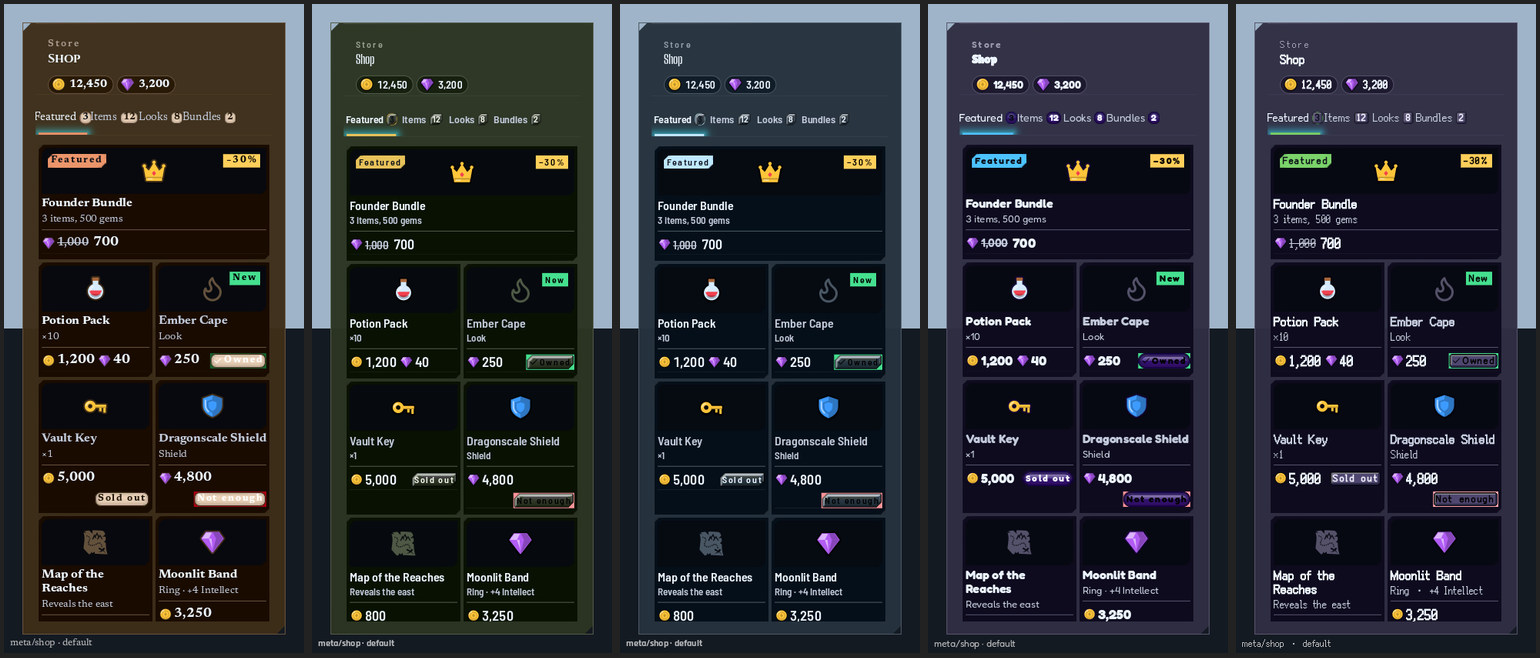 Store
SHOP
12,450 3,200
Featured 3 Items 12 Looks 8 Bundles 2
Featured -30%
Founder Bundle
3 items, 500 gems
1,000 700
New
Potion Pack Ember Cape
×10 Look
1,200 40 250 Owned
Vault Key Dragonscale Shield
×1 Shield
5,000 4,800
Sold out Not enough
Map of the Reaches Moonlit Band
Reveals the east Ring · +4 Intellect
3,250
meta/shop · default
Store
Shop
12,450 3,200
Featured Items 12 Looks 8 Bundles 2
Featured -30%
Founder Bundle
3 items, 500 gems
1,000 700
New
Potion Pack Ember Cape
×10 Look
1,200 40 250 Owned
Vault Key Dragonscale Shield
×1 Shield
5,000 Sold out 4,800
Not enough
Map of the Reaches Moonlit Band
Reveals the east Ring · +4 Intellect
800 3,250
meta/shop · default
Store
Shop
12,450 3,200
Featured Items 12 Looks 8 Bundles 2
Featured -30%
Founder Bundle
3 items, 500 gems
1,000 700
New
Potion Pack Ember Cape
×10 Look
1,200 40 250 Owned
Vault Key Dragonscale Shield
×1 Shield
5,000 Sold out 4,800
Not enough
Map of the Reaches Moonlit Band
Reveals the east Ring · +4 Intellect
800 3,250
meta/shop · default
Store
Shop
12,450 3,200
Featured Items 12 Looks 8 Bundles 2
Featured -30%
Founder Bundle
3 items, 500 gems
1,000 700
New
Potion Pack Ember Cape
×10 Look
1,200 40 250 Owned
Vault Key Dragonscale Shield
×1 Shield
5,000 Sold out 4,800
Not enough
Map of the Reaches Moonlit Band
Reveals the east Ring · +4 Intellect
3,250
meta/shop · default
Store
Shop
12,450 3,200
Featured 3 Items 12 Looks 8 Bundles 2
Featured -30%
Founder Bundle
3 items, 500 gems
1,000 700
New
Potion Pack Ember Cape
×10 Look
1,200 40 250 Owned
Vault Key Dragonscale Shield
×1 Shield
5,000 Sold out 4,800
Not enough
Map of the Reaches Moonlit Band
Reveals the east Ring · +4 Intellect
3,250
meta/shop · default